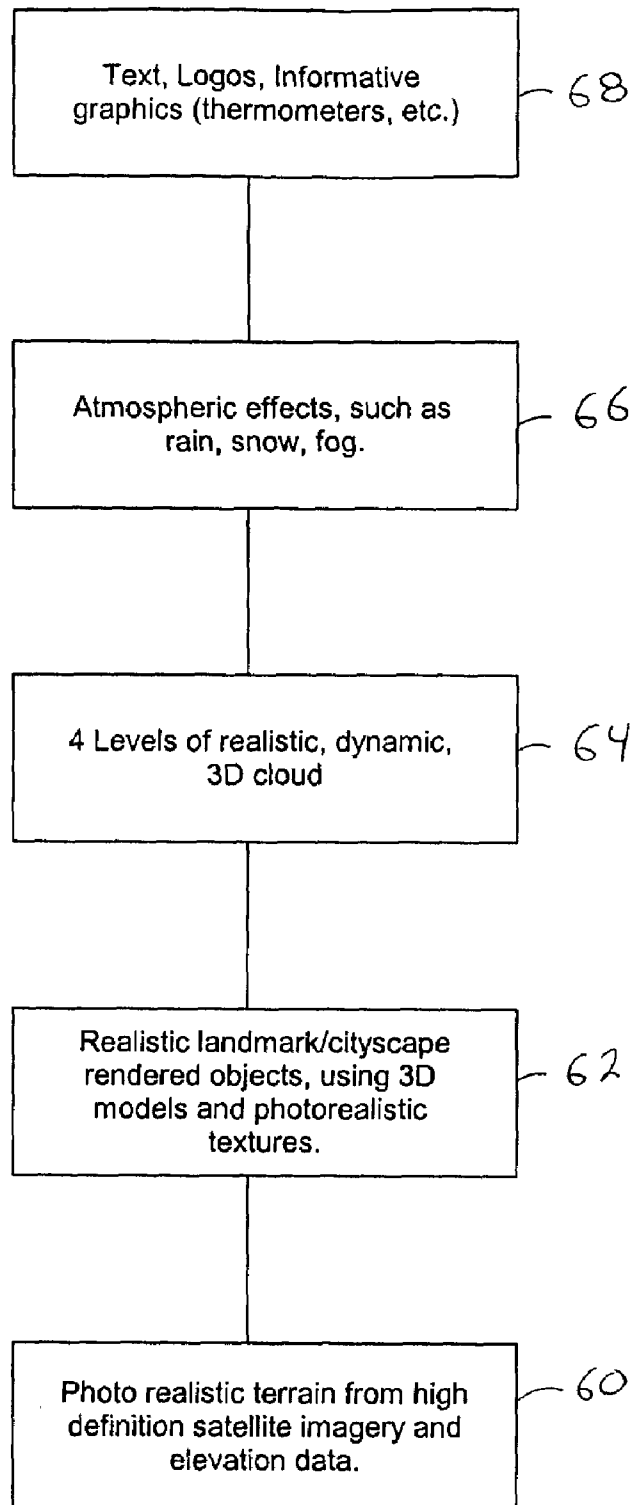 Text, Logos, Informative
graphics (thermometers, etc.)
68
Atmospheric effects, such as
rain, snow, fog.
66
4 Levels of realistic, dynamic,
3D cloud
64
Realistic landmark/cityscape
rendered objects, using 3D
models and photorealistic
textures.
62
Photo realistic terrain from high
definition satellite imagery and
elevation data.
60